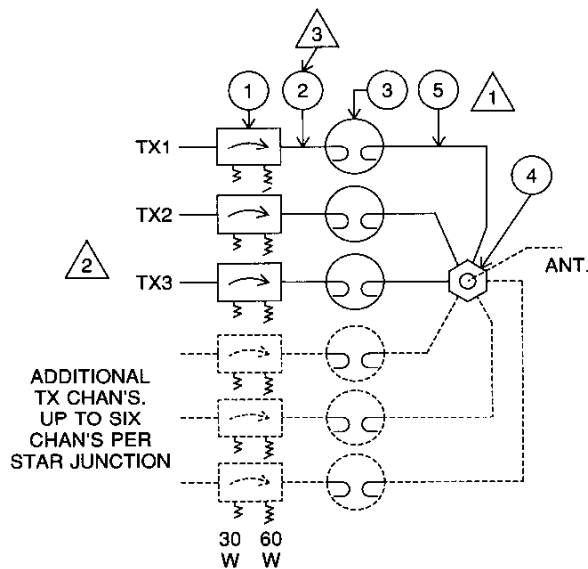 3
1
2
3
5
1
TX1
4
TX2
2
TX3
ANT.
ADDITIONAL
TX CHAN'S.
UP TO SIX
CHAN'S PER
STAR JUNCTION
30 60
W W